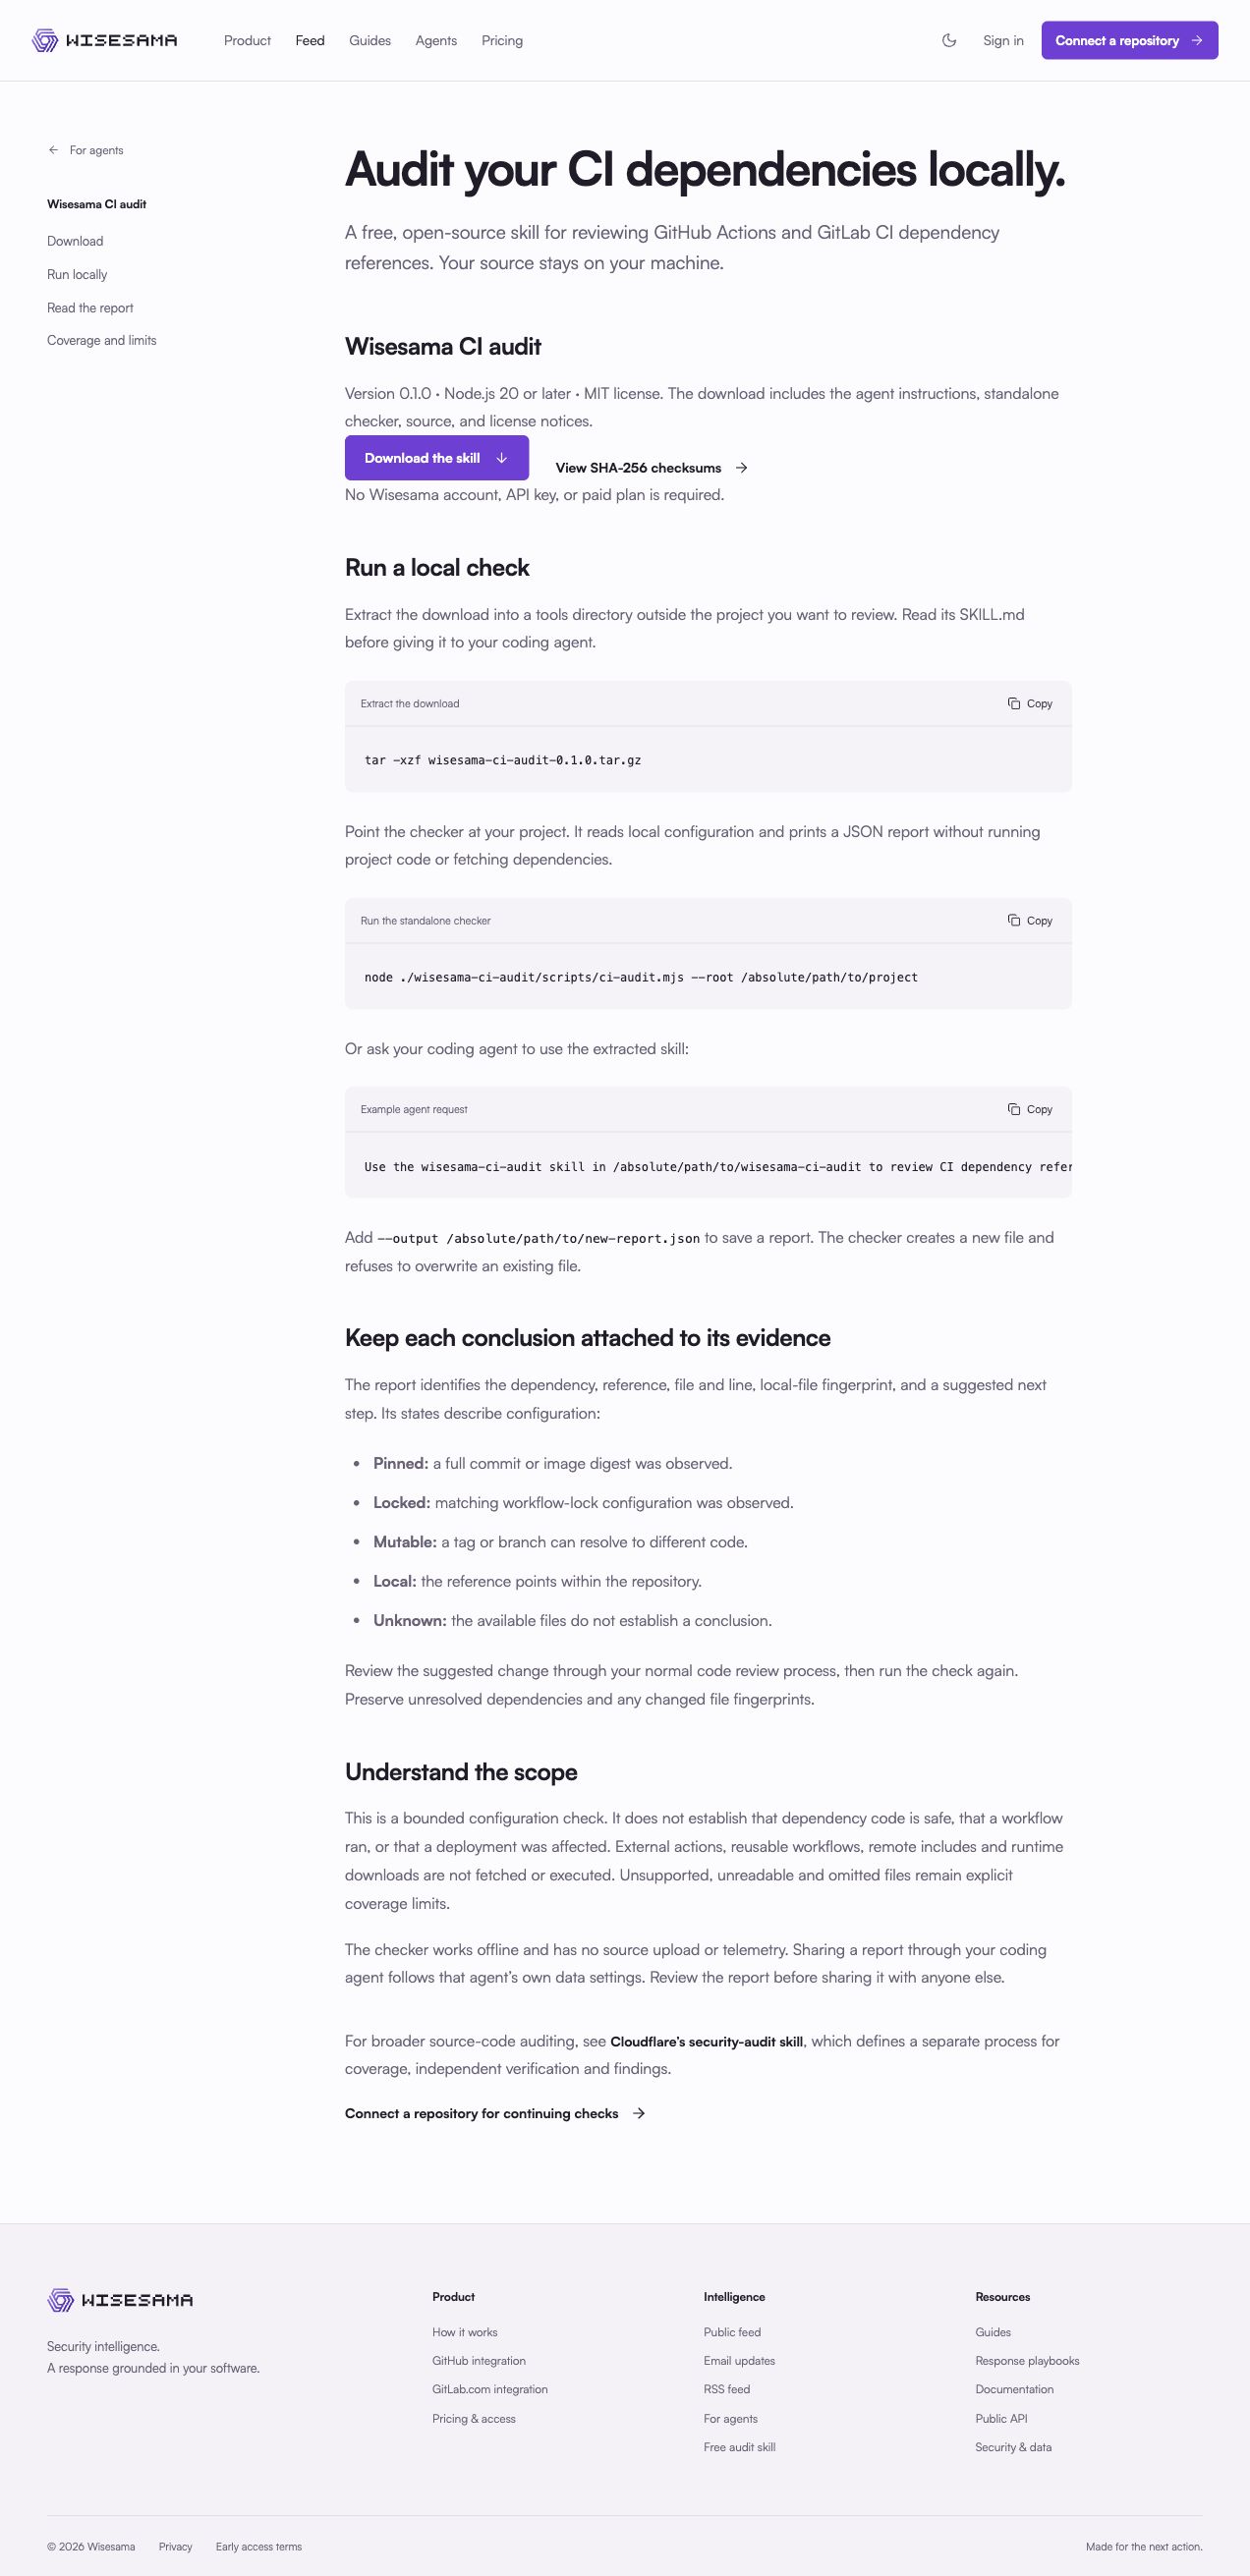 WISESAMA
Product
Feed
Guides
Agents
Pricing
Sign in
Connect a repository
For agents
Wisesama CI audit
Download
Run locally
Read the report
Coverage and limits
Audit your CI dependencies locally.
A free, open-source skill for reviewing GitHub Actions and GitLab CI dependency
references. Your source stays on your machine.
Wisesama CI audit
Version 0.1.0 · Node.js 20 or later · MIT license. The download includes the agent instructions, standalone
checker, source, and license notices.
Download the skill
View SHA-256 checksums
No Wisesama account, API key, or paid plan is required.
Run a local check
Extract the download into a tools directory outside the project you want to review. Read its SKILL.md
before giving it to your coding agent.
Extract the download
Copy
tar -xzf wisesama-ci-audit-0.1.0.tar.gz
Point the checker at your project. It reads local configuration and prints a JSON report without running
project code or fetching dependencies.
Run the standalone checker
Copy
node ./wisesama-ci-audit/scripts/ci-audit.mjs --root /absolute/path/to/project
Or ask your coding agent to use the extracted skill:
Example agent request
Copy
Use the wisesama-ci-audit skill in /absolute/path/to/wisesama-ci-audit to review CI dependency refer
Add --output /absolute/path/to/new-report.json to save a report. The checker creates a new file and
refuses to overwrite an existing file.
Keep each conclusion attached to its evidence
The report identifies the dependency, reference, file and line, local-file fingerprint, and a suggested next
step. Its states describe configuration:
• Pinned: a full commit or image digest was observed.
• Locked: matching workflow-lock configuration was observed.
• Mutable: a tag or branch can resolve to different code.
• Local: the reference points within the repository.
• Unknown: the available files do not establish a conclusion.
Review the suggested change through your normal code review process, then run the check again.
Preserve unresolved dependencies and any changed file fingerprints.
Understand the scope
This is a bounded configuration check. It does not establish that dependency code is safe, that a workflow
ran, or that a deployment was affected. External actions, reusable workflows, remote includes and runtime
downloads are not fetched or executed. Unsupported, unreadable and omitted files remain explicit
coverage limits.
The checker works offline and has no source upload or telemetry. Sharing a report through your coding
agent follows that agent’s own data settings. Review the report before sharing it with anyone else.
For broader source-code auditing, see Cloudflare’s security-audit skill, which defines a separate process for
coverage, independent verification and findings.
Connect a repository for continuing checks
WISESAMA
Security intelligence.
A response grounded in your software.
Product
How it works
GitHub integration
GitLab.com integration
Pricing & access
Intelligence
Public feed
Email updates
RSS feed
For agents
Free audit skill
Resources
Guides
Response playbooks
Documentation
Public API
Security & data
© 2026 Wisesama
Privacy
Early access terms
Made for the next action.